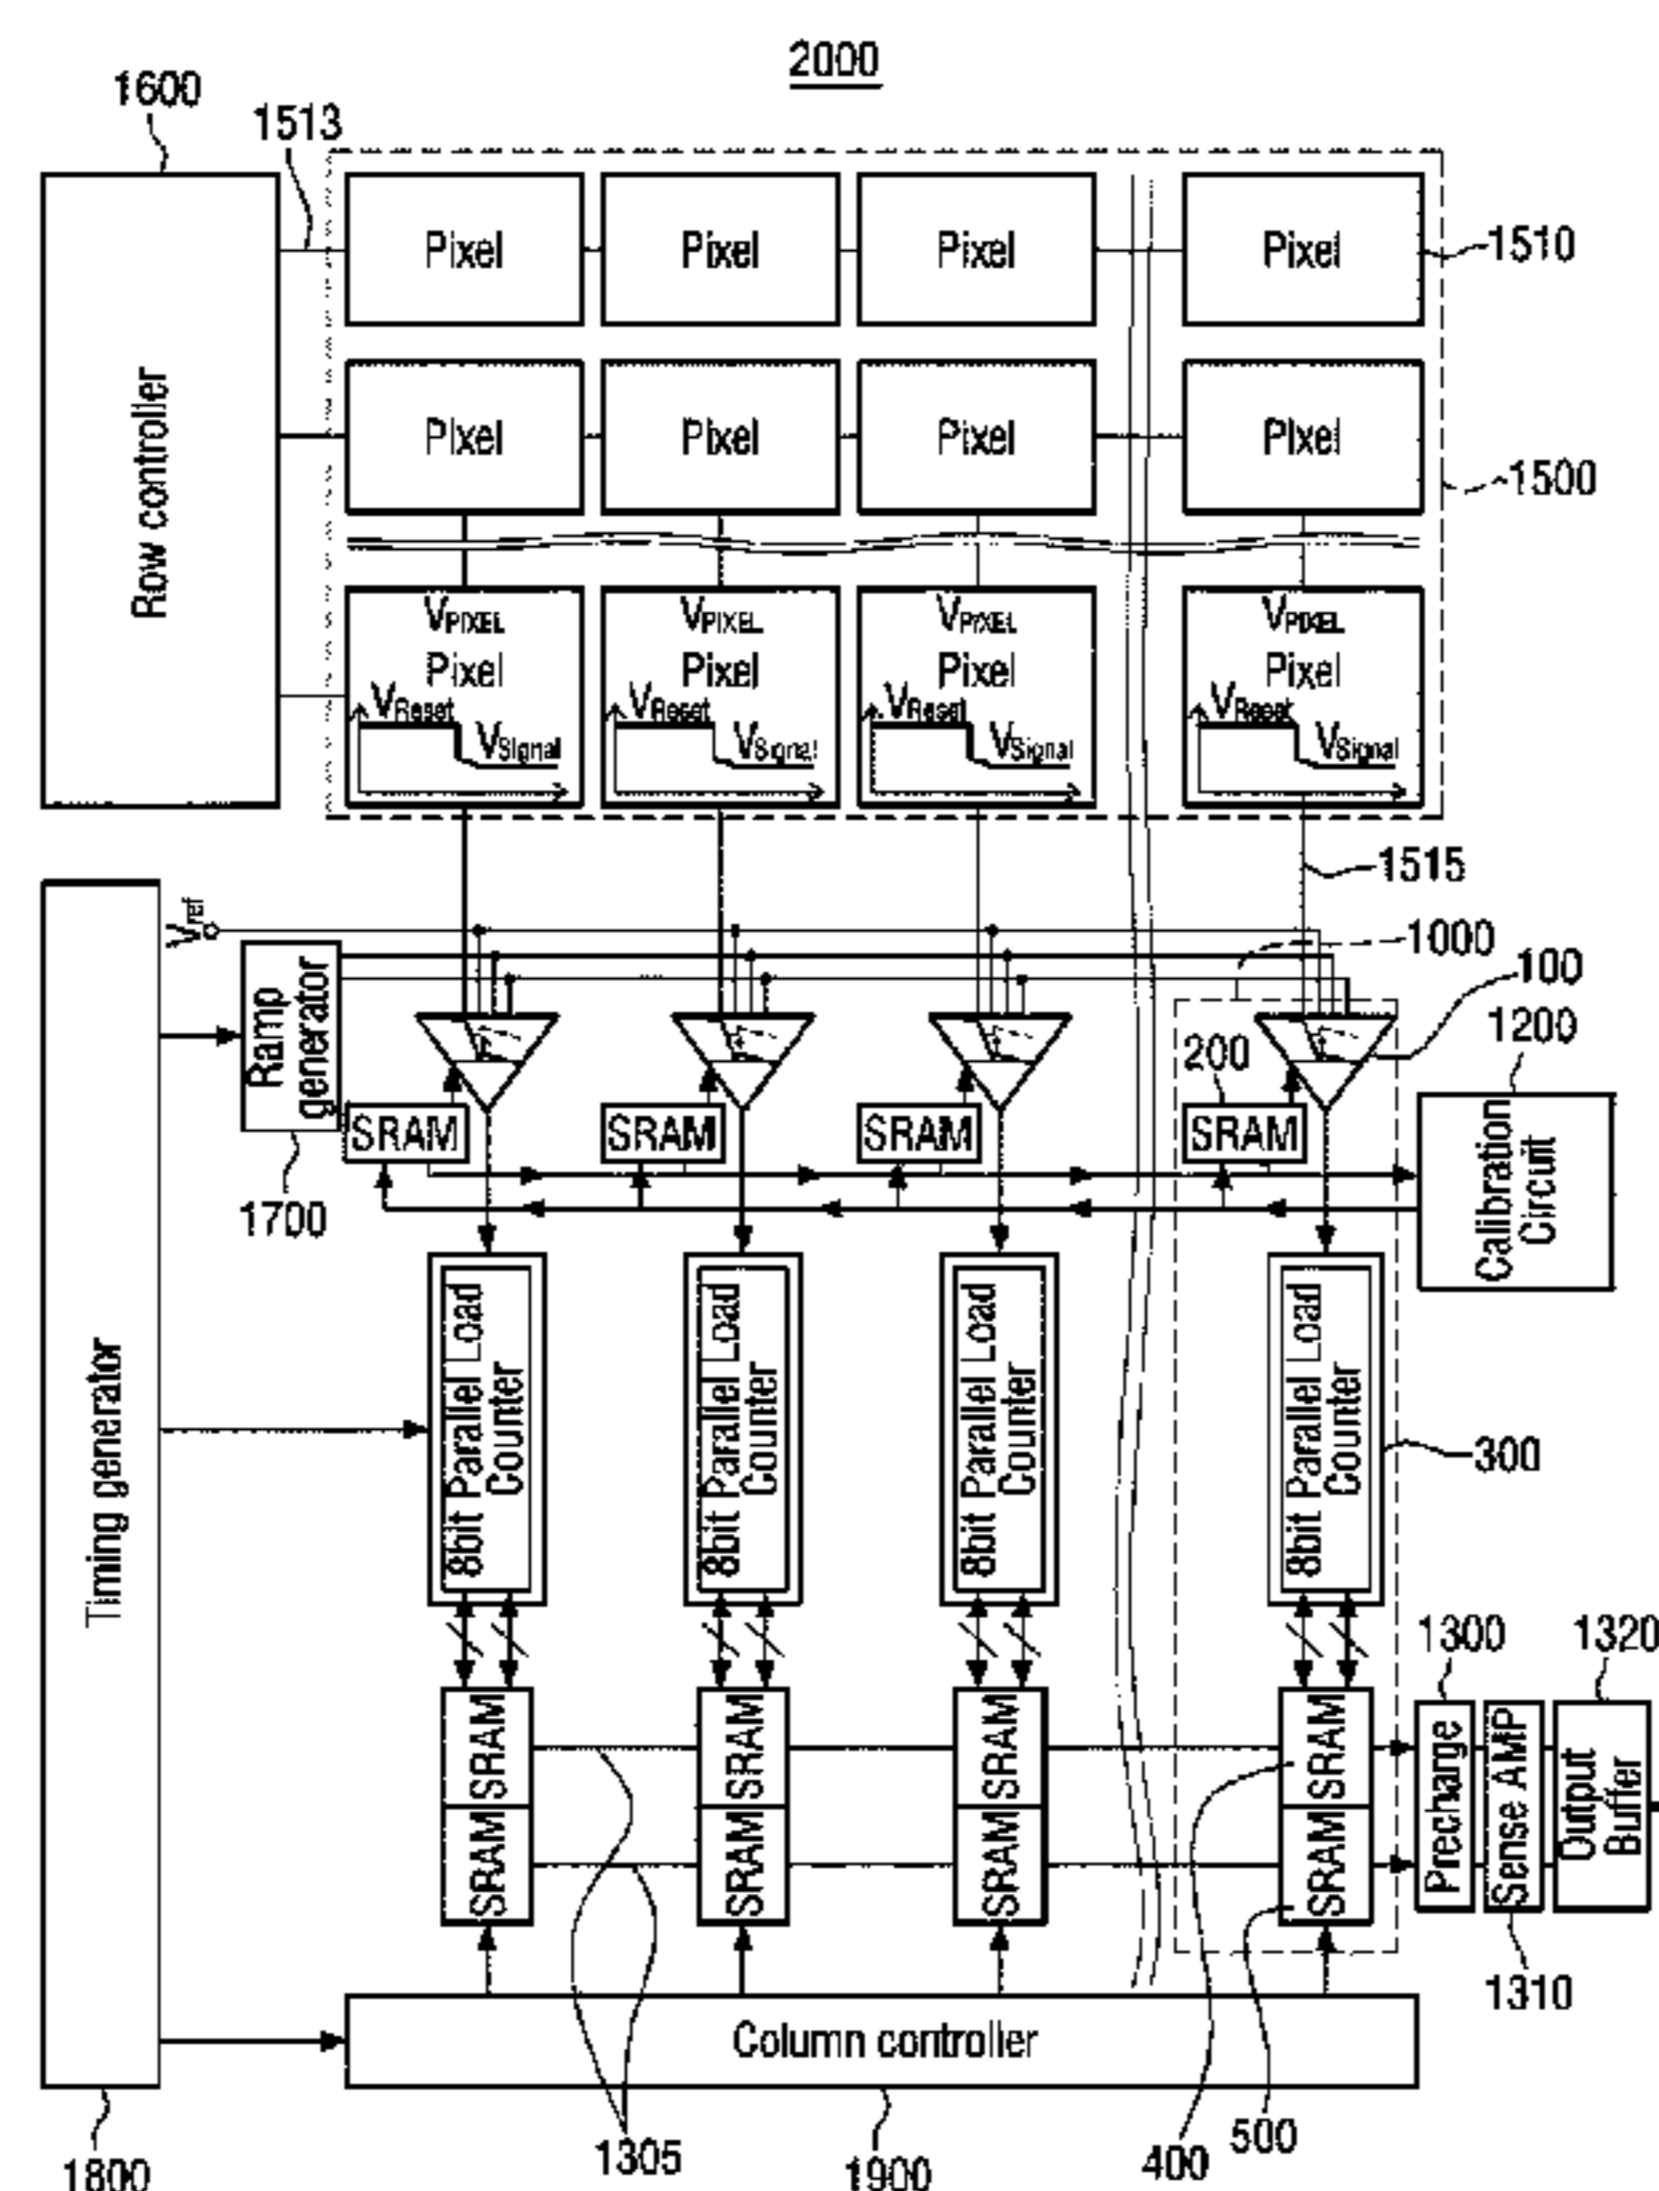 2000
1600
1513
Pixel Pixel Pixel Pixel
1510
Row controller
Pixel Pixel Pixel Pixel
1500
VPIXEL VPIXEL VPIXEL VPIXEL
Pixel Pixel Pixel Pixel
VReset VReset VReset VReset
VSignal VSignal VSignal VSignal
1515
Vref
1000
100
Ramp generator
200
1200
SRAM SRAM SRAM SRAM
Calibration Circuit
1700
Timing generator
8bit Parallel Load Counter
8bit Parallel Load Counter
8bit Parallel Load Counter
8bit Parallel Load Counter
300
1300
1320
SRAM SRAM SRAM SRAM
Precharge
Sense AMP
Output Buffer
SRAM SRAM SRAM SRAM
1310
Column controller
1800
1305
1900
400
500